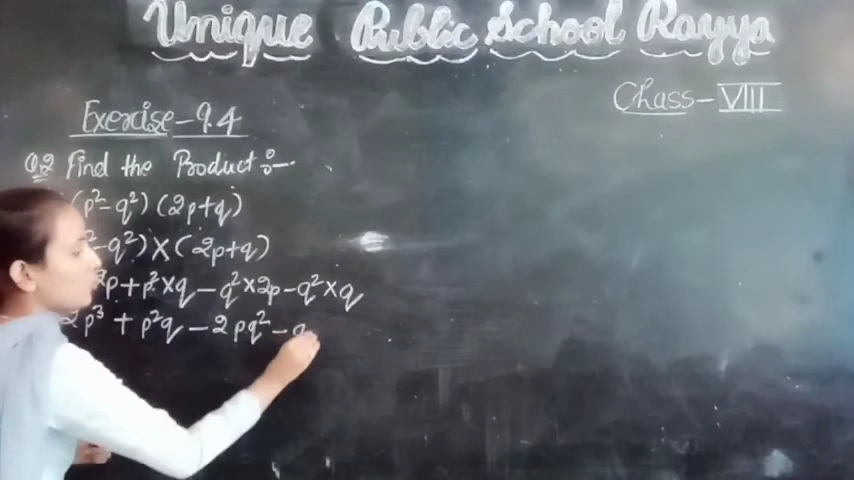 Unique Public School Rayya
Class-VIII
Exercise-9.4
Q.2 Find the Product:-
(p²-q²)(2p+q)
-q²)×(2p+q)
p+p²×q-q²×2p-q²×q
2p³+p²q-2pq²-q